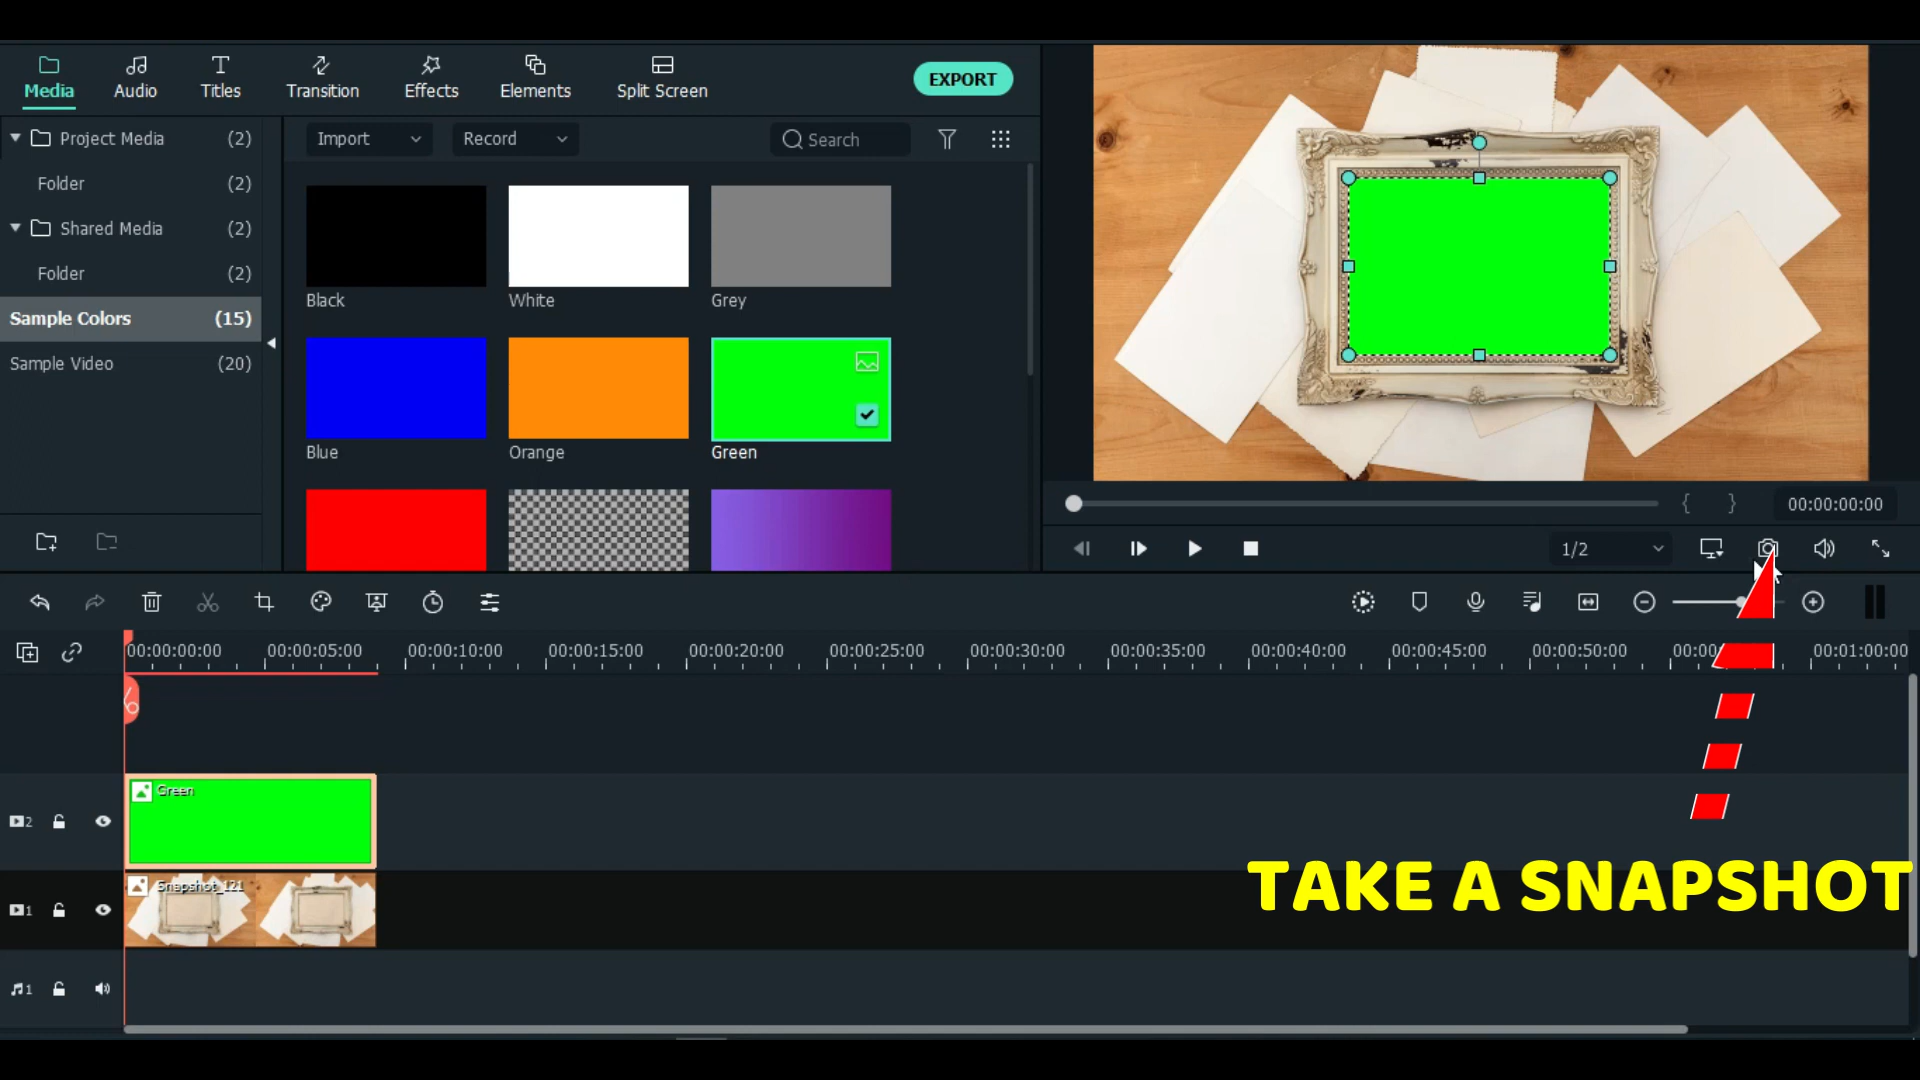 Media Audio Titles Transition Effects Elements Split Screen EXPORT
Project Media (2)
Folder (2)
Shared Media (2)
Folder (2)
Sample Colors (15)
Sample Video (20)
Import Record Search
Black White Grey
Blue Orange Green
{ } 00:00:00:00
1/2
00:00:00:00 00:00:05:00 00:00:10:00 00:00:15:00 00:00:20:00 00:00:25:00 00:00:30:00 00:00:35:00 00:00:40:00 00:00:45:00 00:00:50:00 00:01:00:00
Green
2
Snapshot_121
1
TAKE A SNAPSHOT
1